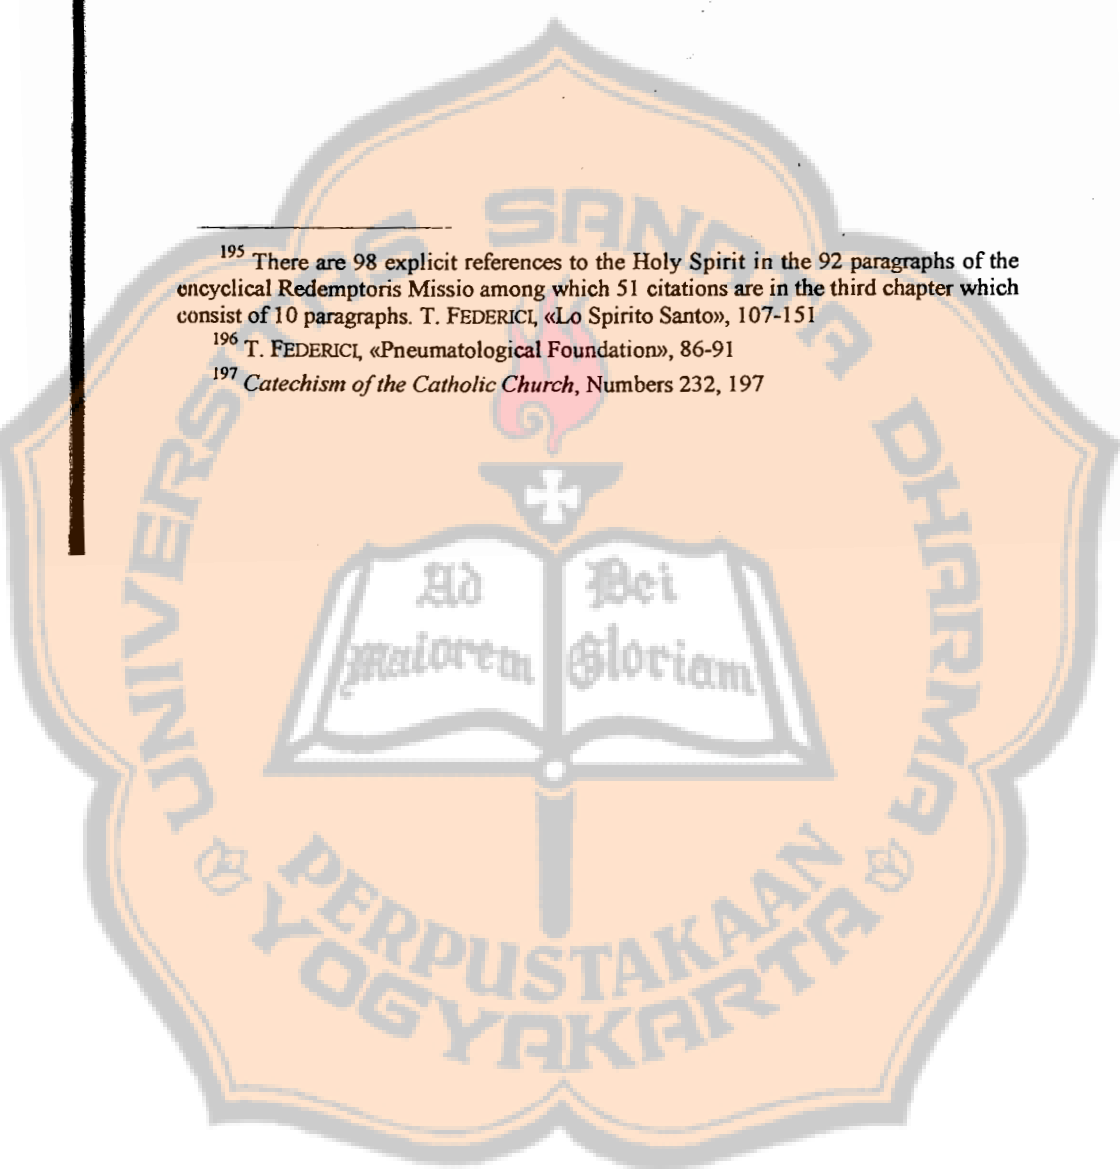 195 There are 98 explicit references to the Holy Spirit in the 92 paragraphs of the
encyclical Redemptoris Missio among which 51 citations are in the third chapter which
consist of 10 paragraphs. T. FEDERICI, «Lo Spirito Santo», 107-151
196 T. FEDERICI, «Pneumatological Foundation», 86-91
197 Catechism of the Catholic Church, Numbers 232, 197
UNIVERSITAS SANATA DHARMA
Ad Dei
maiorem Gloriam
PERPUSTAKAAN
YOGYAKARTA